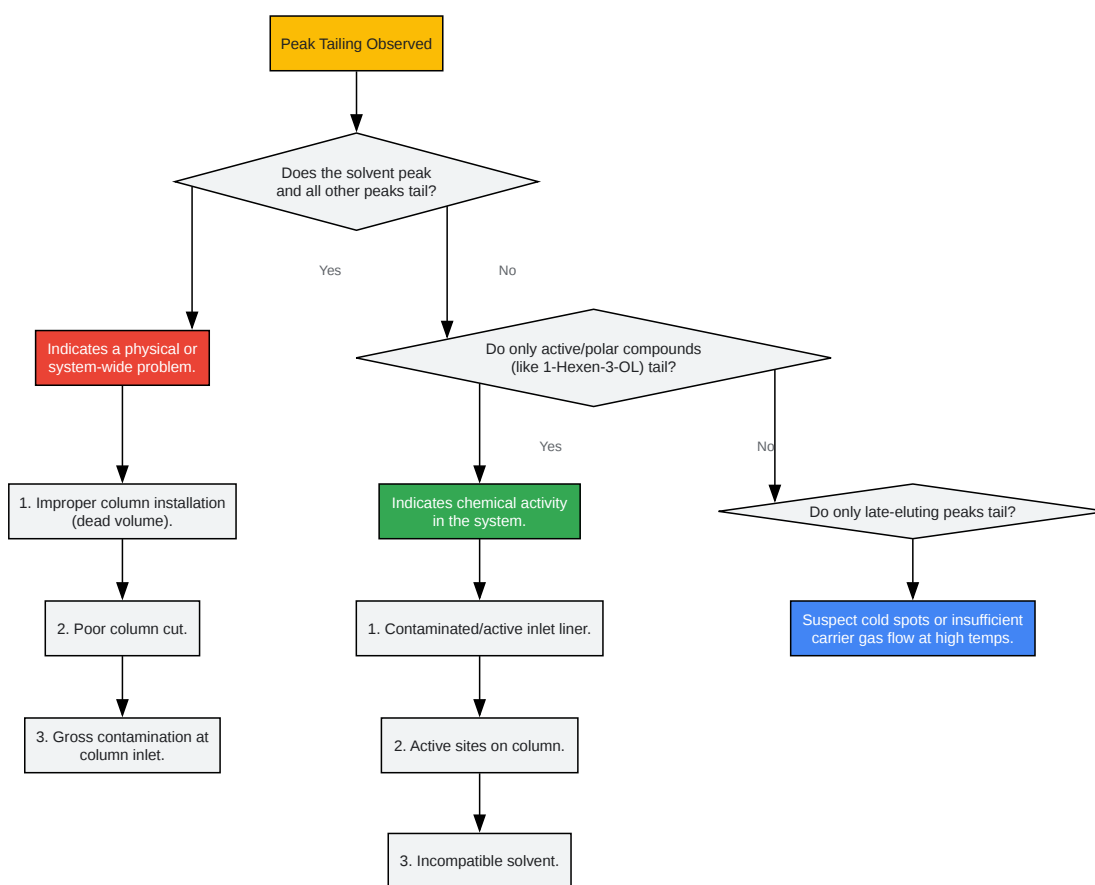 Peak Tailing Observed
Does the solvent peak
and all other peaks tail?
Yes
No
Indicates a physical or
system-wide problem.
Do only active/polar compounds
(like 1-Hexen-3-OL) tail?
Yes
No
1. Improper column installation
(dead volume).
Indicates chemical activity
in the system.
Do only late-eluting peaks tail?
2. Poor column cut.
1. Contaminated/active inlet liner.
Suspect cold spots or insufficient
carrier gas flow at high temps.
3. Gross contamination at
column inlet.
2. Active sites on column.
3. Incompatible solvent.